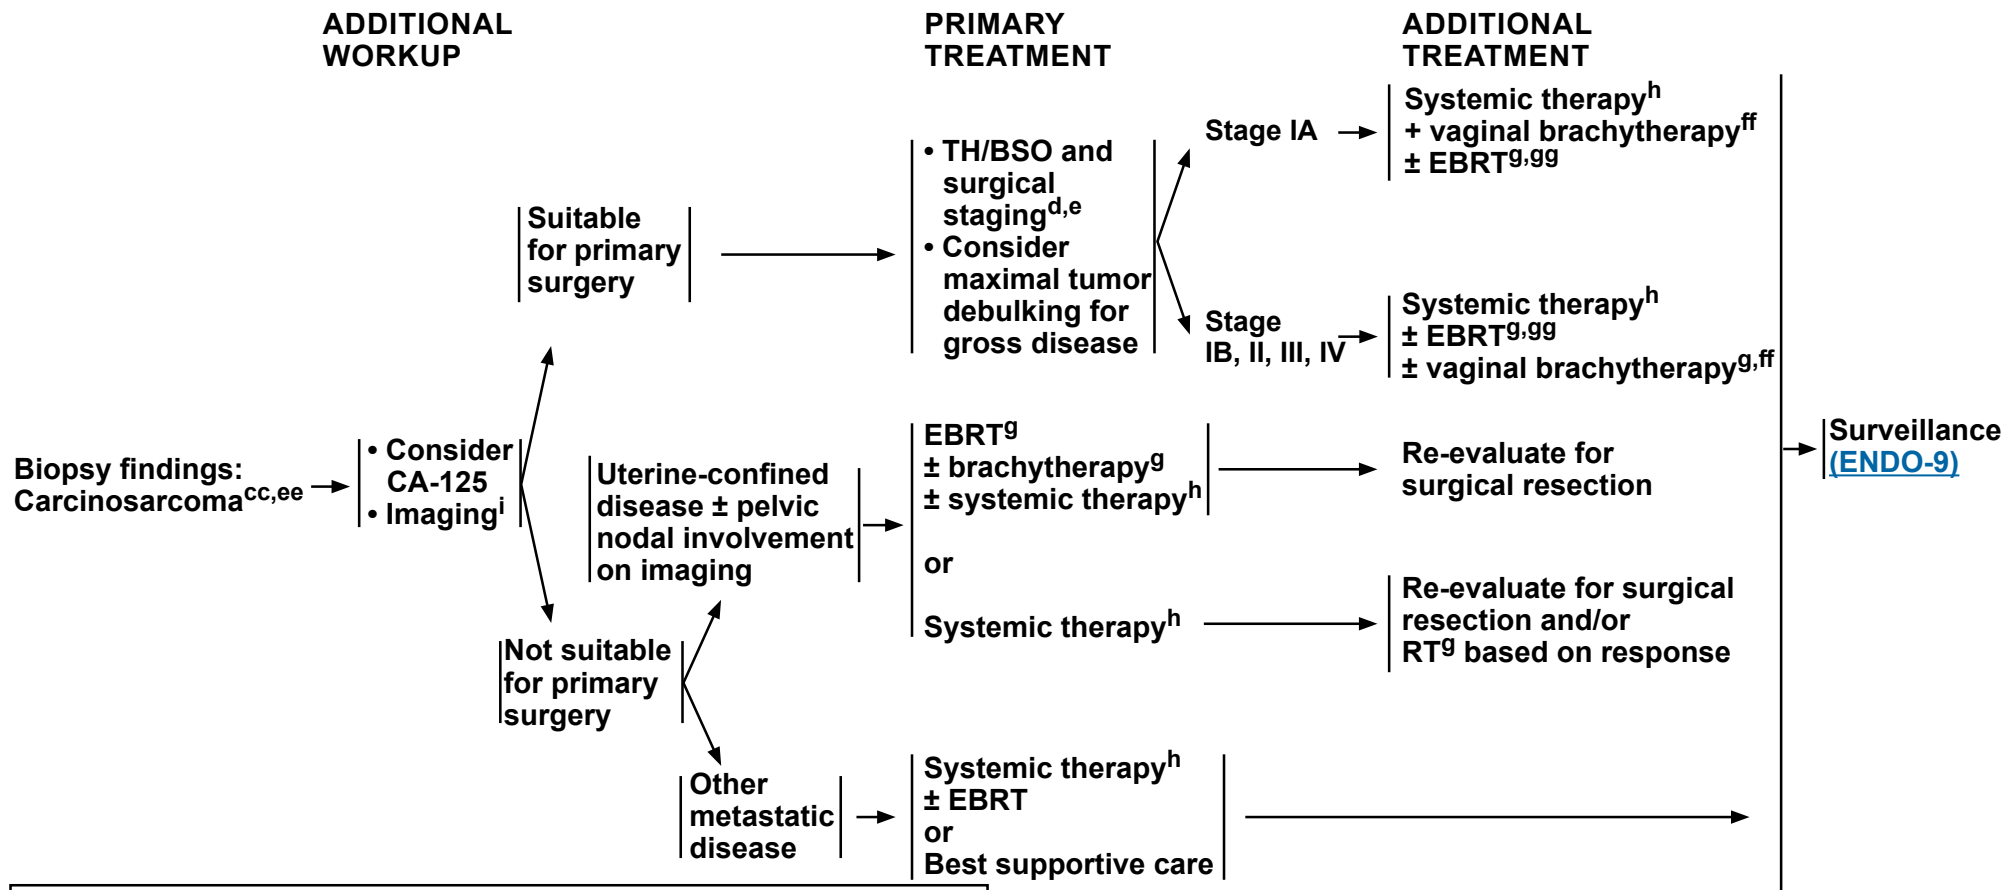 ADDITIONAL
WORKUP
PRIMARY
TREATMENT
ADDITIONAL
TREATMENT
Biopsy findings:
Carcinosarcomacc,ee
• Consider
CA-125
• Imagingi
Suitable
for primary
surgery
• TH/BSO and
surgical
stagingd,e
• Consider
maximal tumor
debulking for
gross disease
Stage IA
Systemic therapyh
+ vaginal brachytherapyff
± EBRTg,gg
Stage
IB, II, III, IV
Systemic therapyh
± EBRTg,gg
± vaginal brachytherapyg,ff
Not suitable
for primary
surgery
Uterine-confined
disease ± pelvic
nodal involvement
on imaging
EBRTg
± brachytherapyg
± systemic therapyh
or
Systemic therapyh
Re-evaluate for
surgical resection
Re-evaluate for surgical
resection and/or
RTg based on response
Other
metastatic
disease
Systemic therapyh
± EBRT
or
Best supportive care
Surveillance
(ENDO-9)